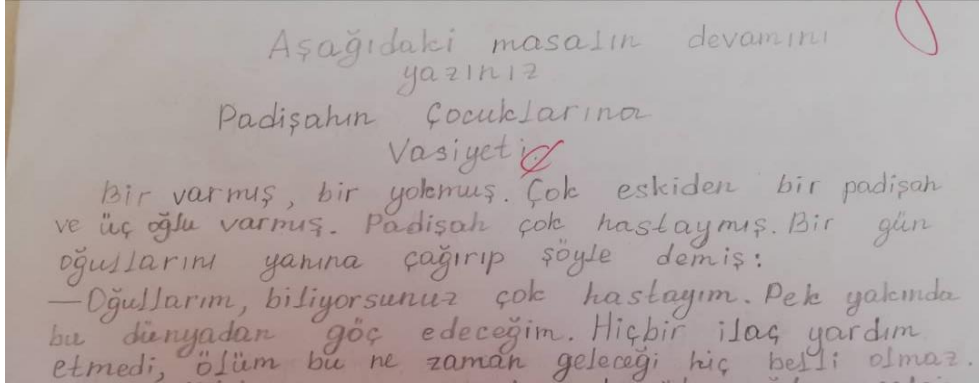 Aşağıdaki masalın devamını
yazınız
Padişahın Çocuklarına
Vasiyeti
Bir varmış, bir yokmuş. Çok eskiden bir padişah
ve üç oğlu varmış. Padişah çok hastaymış. Bir gün
oğullarını yanına çağırıp şöyle demiş:
—Oğullarım, biliyorsunuz çok hastayım. Pek yakında
bu dünyadan göç edeceğim. Hiçbir ilaç yardım
etmedi, ölüm bu ne zaman geleceği hiç belli olmaz.